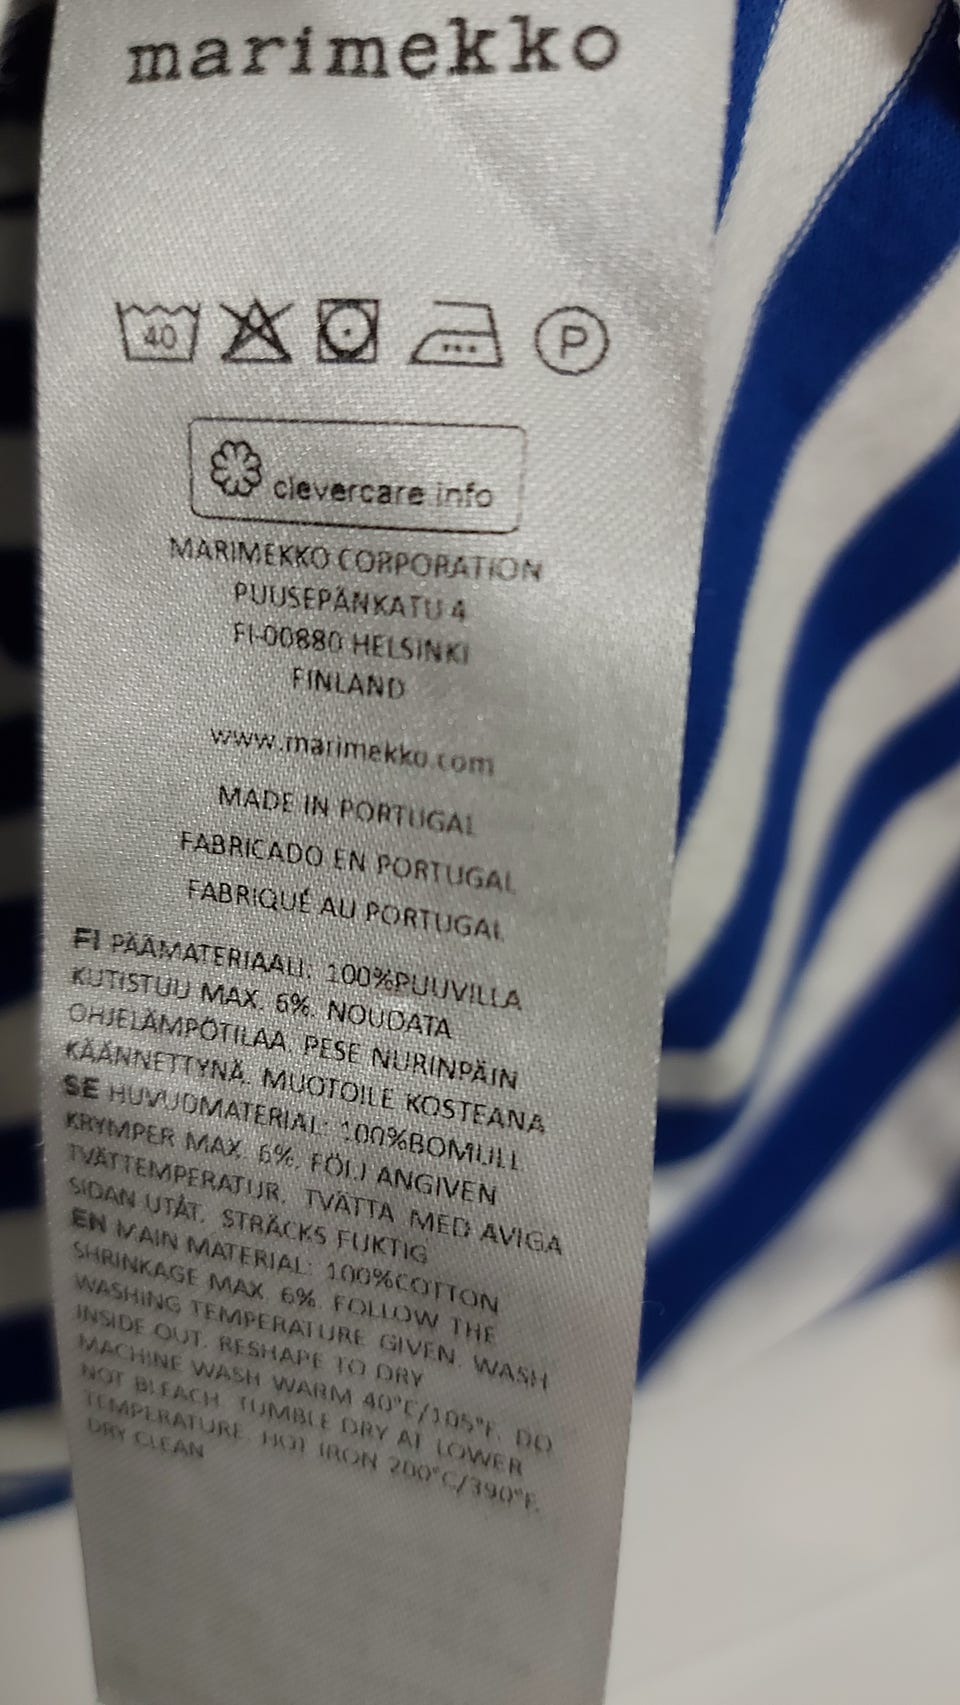 marimekko
40 P
clevercare.info
MARIMEKKO CORPORATION
PUUSEPÄNKATU 4
FI-00880 HELSINKI
FINLAND
www.marimekko.com
MADE IN PORTUGAL
FABRICADO EN PORTUGAL
FABRIQUÉ AU PORTUGAL
FI PÄÄMATERIAALI: 100%PUUVILLA
KUTISTUU MAX. 6%. NOUDATA
OHJELÄMPÖTILAA. PESE NURINPÄIN
KÄÄNNETTYNÄ. MUOTOILE KOSTEANA
SE HUVUDMATERIAL: 100%BOMULL
KRYMPER MAX. 6%. FÖLJ ANGIVEN
TVÄTTEMPERATUR. TVÄTTA MED AVIGA
SIDAN UTÅT. STRÄCKS FUKTIG
EN MAIN MATERIAL: 100%COTTON
SHRINKAGE MAX. 6%. FOLLOW THE
WASHING TEMPERATURE GIVEN. WASH
INSIDE OUT. RESHAPE TO DRY
MACHINE WASH WARM 40°C/105°F. DO
NOT BLEACH. TUMBLE DRY AT LOWER
TEMPERATURE. HOT IRON 200°C/390°F.
DRY CLEAN